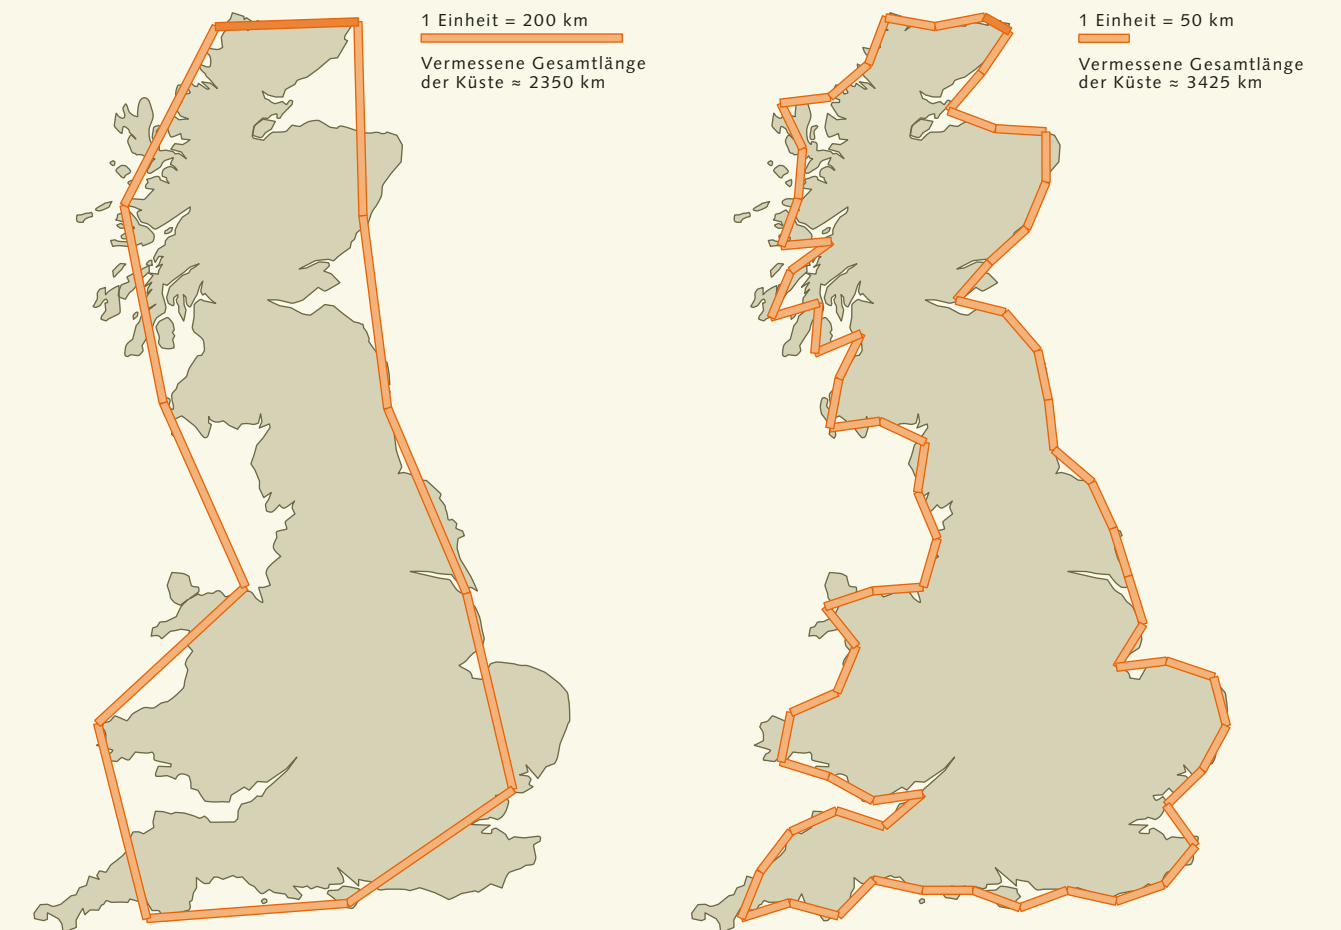 1 Einheit = 200 km
Vermessene Gesamtlänge
der Küste ≈ 2350 km
1 Einheit = 50 km
Vermessene Gesamtlänge
der Küste ≈ 3425 km